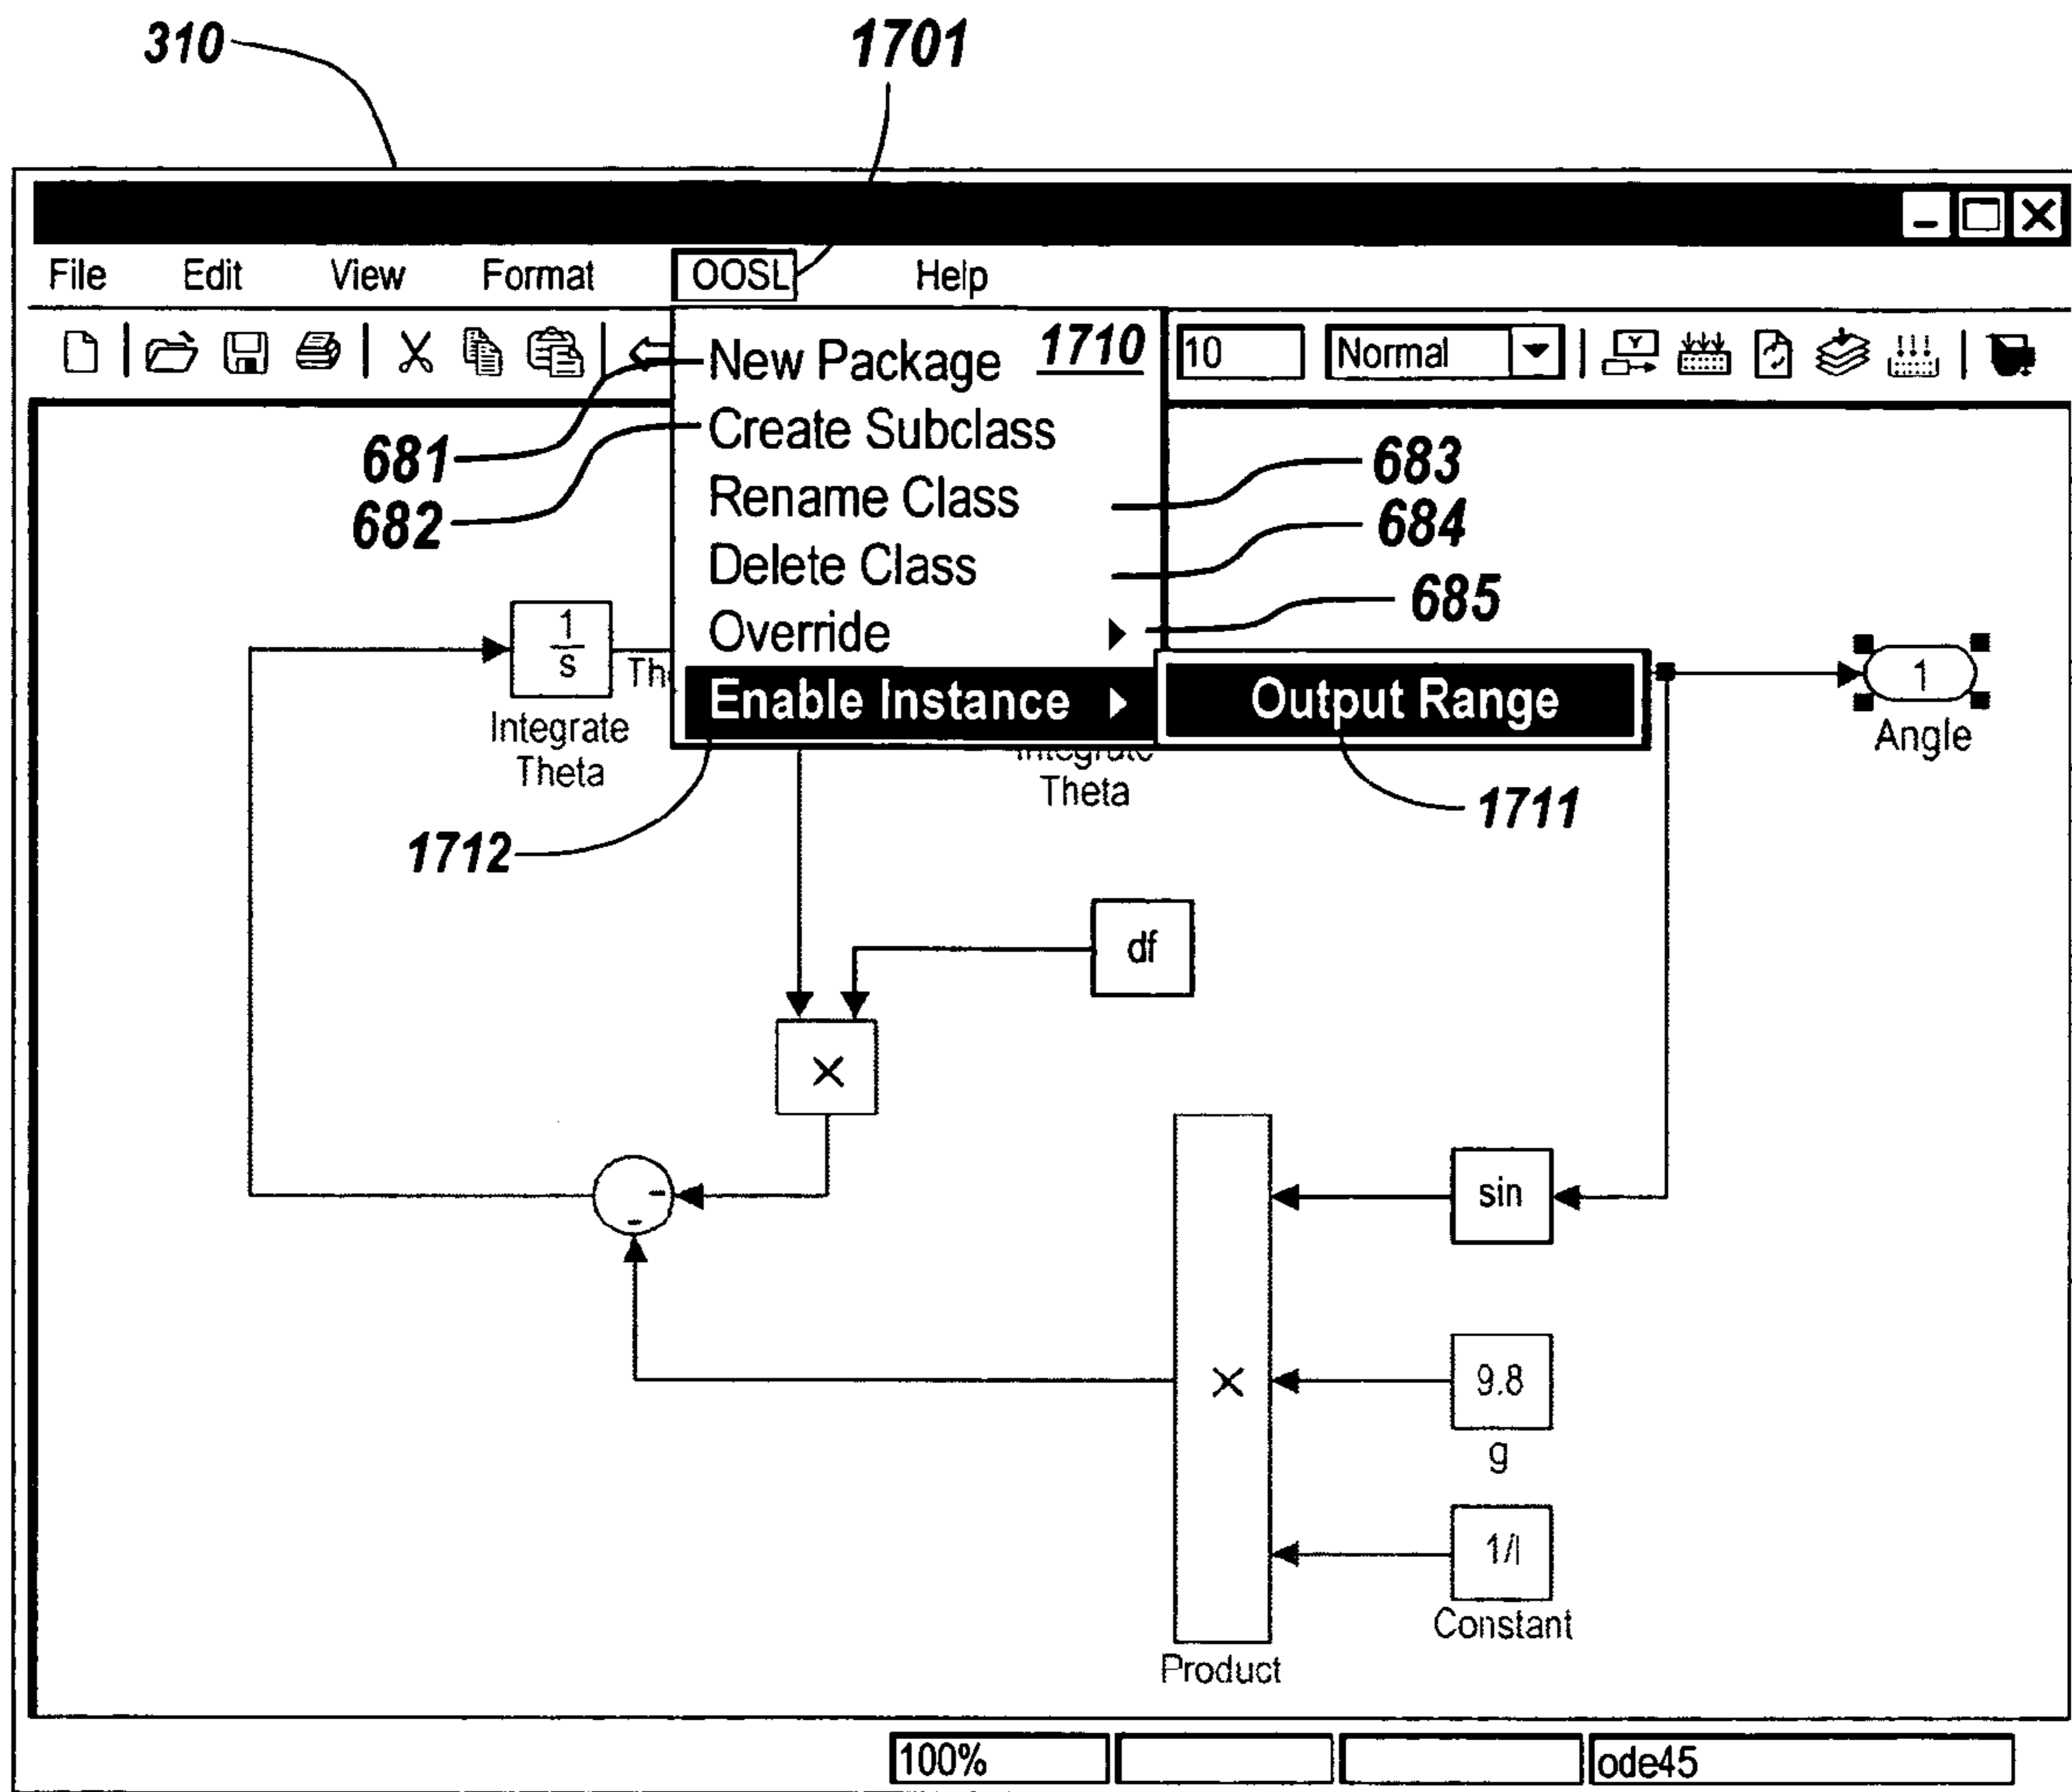 310
1701
File Edit View Format OOSL Help
New Package 1710
10 Normal
Create Subclass
681
682
Rename Class
683
Delete Class
684
Override
685
Enable Instance
Output Range
1
s
Th
Integrate
Theta
Integrate
Theta
1
Angle
1712
1711
df
×
-
-
sin
×
9.8
g
1/l
Constant
Product
100%
ode45